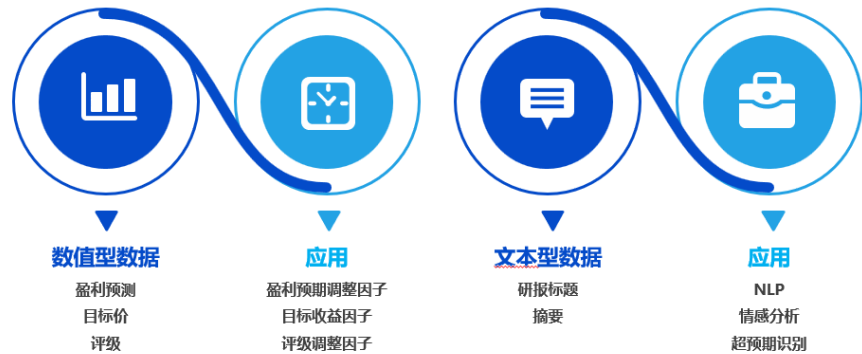 数值型数据
应用
文本型数据
应用
盈利预测
盈利预期调整因子
研报标题
NLP
目标价
目标收益因子
摘要
情感分析
评级
评级调整因子
超预期识别